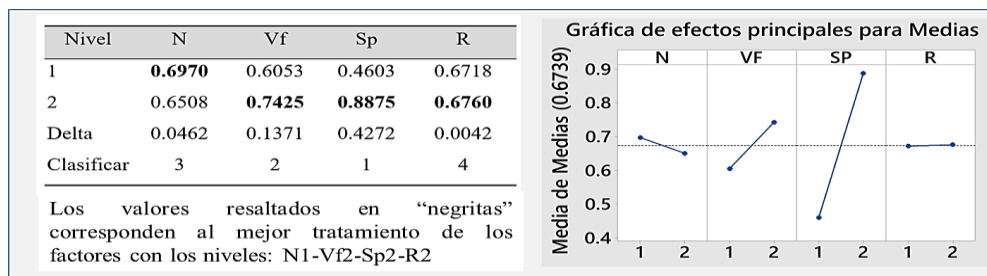 Nivel N Vf Sp R
1 0.6970 0.6053 0.4603 0.6718
2 0.6508 0.7425 0.8875 0.6760
Delta 0.0462 0.1371 0.4272 0.0042
Clasificar 3 2 1 4
Los valores resaltados en “negritas”
corresponden al mejor tratamiento de los
factores con los niveles: N1-Vf2-Sp2-R2
Gráfica de efectos principales para Medias
N VF SP R
Media de Medias (0.6739)
0.9
0.8
0.7
0.6
0.5
0.4
1 2 1 2 1 2 1 2